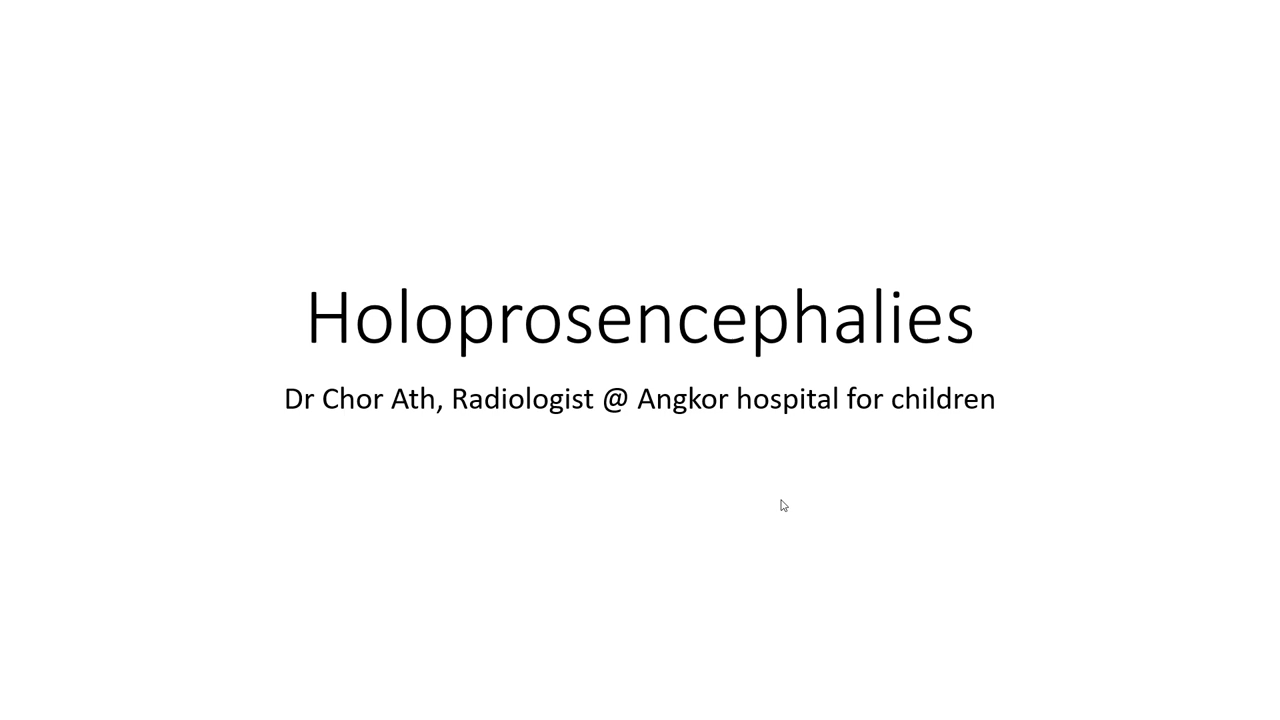 Holoprosencephalies
Dr Chor Ath, Radiologist @ Angkor hospital for children